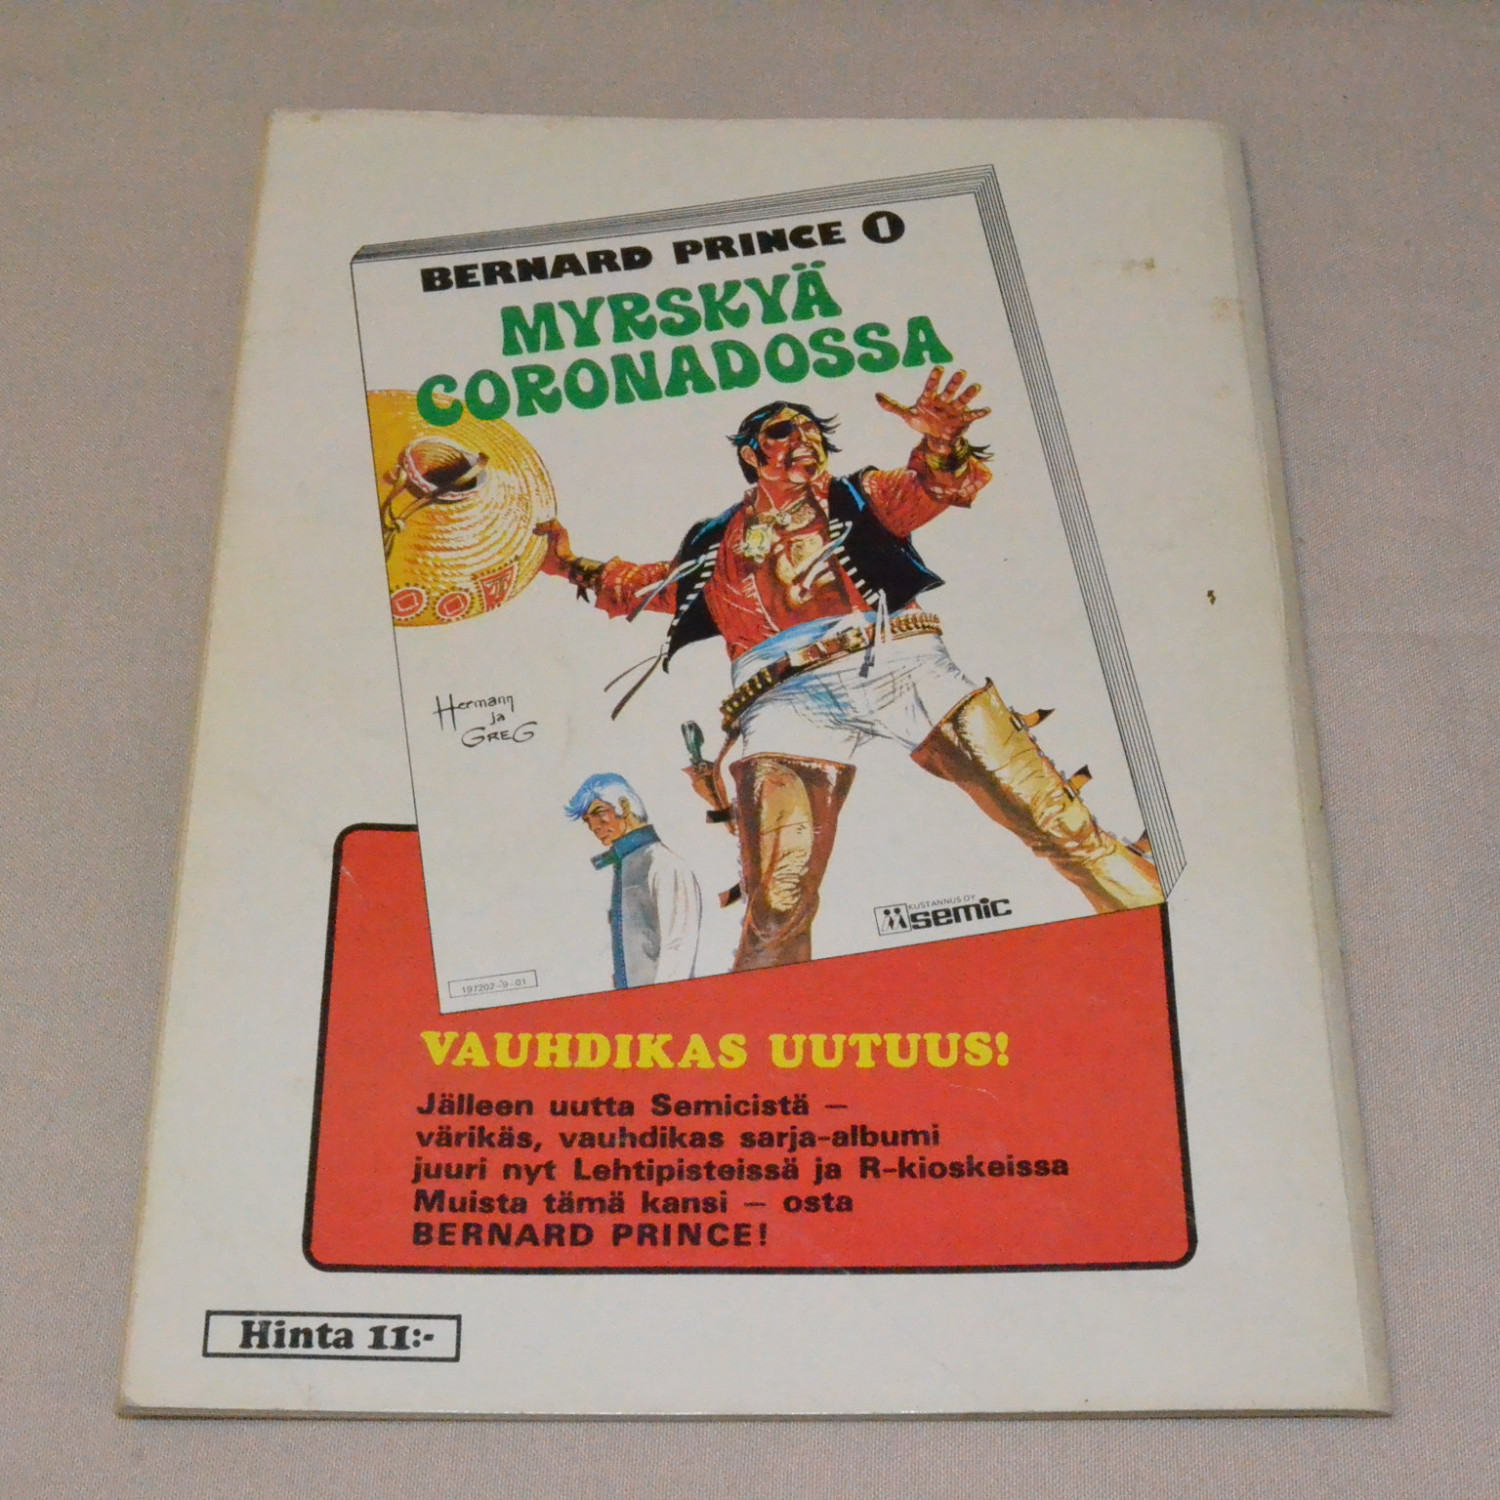 BERNARD PRINCE 1
MYRSKYÄ
CORONADOSSA
Hermann
ja
GREG
KUSTANNUS OY
semic
197202-9-01
VAUHDIKAS UUTUUS!
Jälleen uutta Semicistä —
värikäs, vauhdikas sarja-albumi
juuri nyt Lehtipisteissä ja R-kioskeissa
Muista tämä kansi — osta
BERNARD PRINCE!
Hinta 11:-